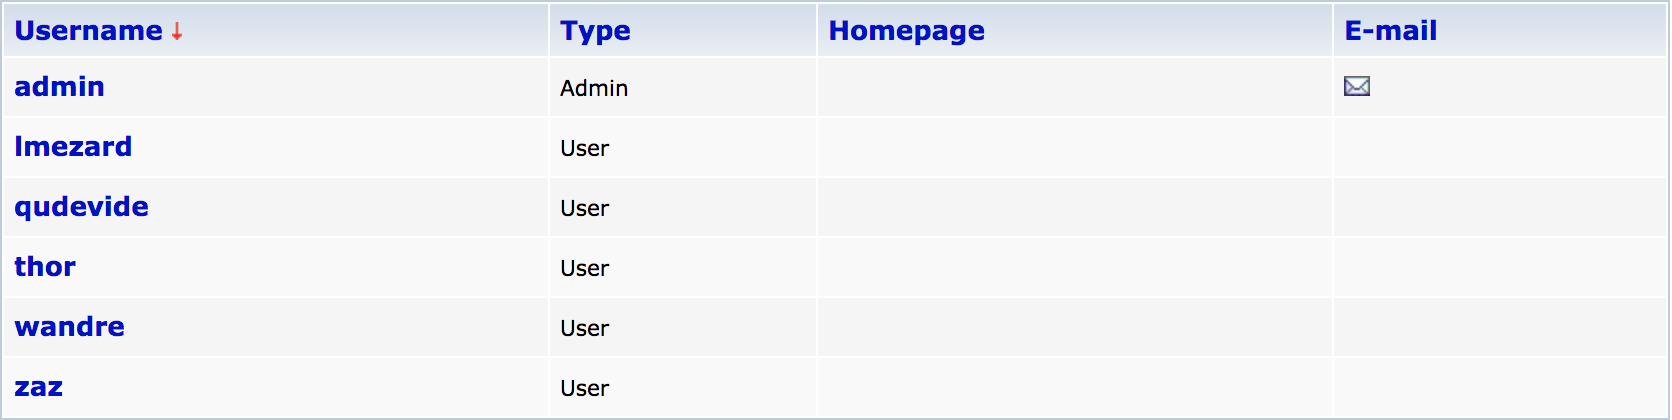 Username Type Homepage E-mail
admin Admin
lmezard User
qudevide User
thor User
wandre User
zaz User